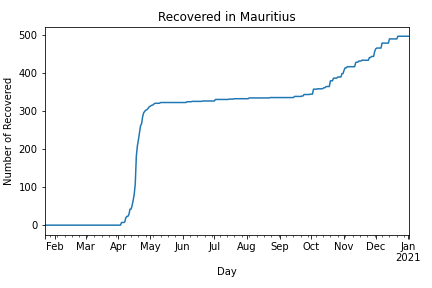 Recovered in Mauritius
Number of Recovered
500
400
300
200
100
0
Feb Mar Apr May Jun Jul Aug Sep Oct Nov Dec Jan
2021
Day